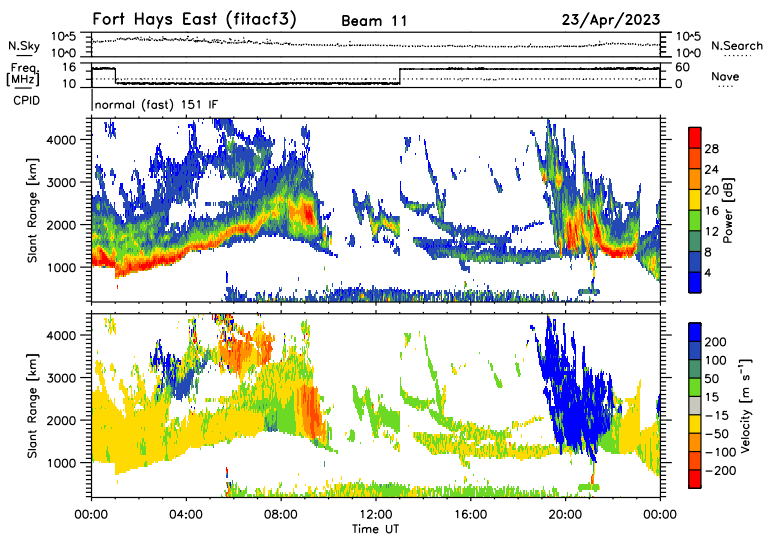 Fort Hays East (fitacf3) Beam 11 23/Apr/2023
N.Sky 10^5 10^0 10^5 10^0 N.Search
Freq. [MHz] 16 10 60 0 Nave
CPID normal (fast) 151 IF
Slant Range [km] 4000 3000 2000 1000
Power [dB] 28 24 20 16 12 8 4
Slant Range [km] 4000 3000 2000 1000
Velocity [m s⁻¹] 200 100 50 15 −15 −50 −100 −200
00:00 04:00 08:00 12:00 16:00 20:00 00:00
Time UT